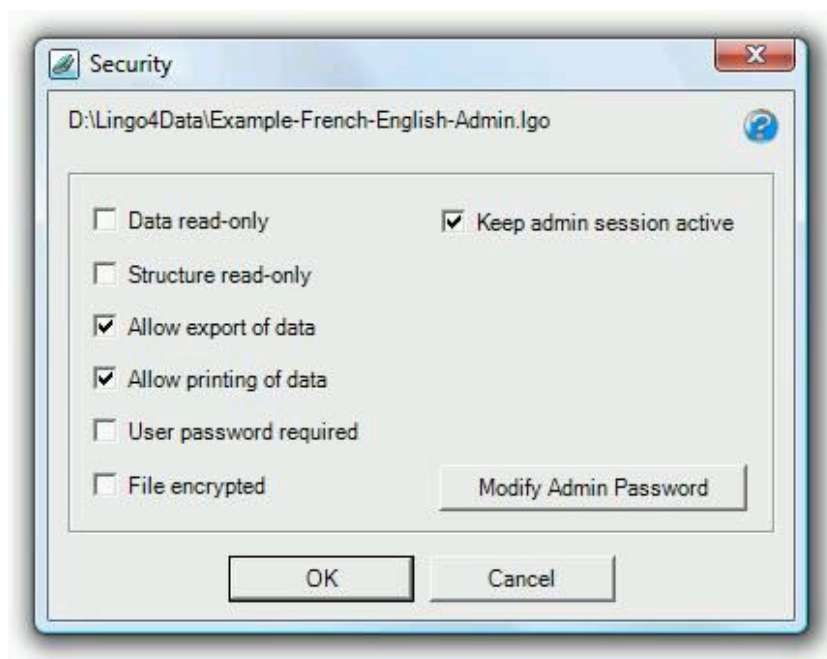 Security
D:\Lingo4Data\Example-French-English-Admin.lgo
Data read-only
Keep admin session active
Structure read-only
Allow export of data
Allow printing of data
User password required
File encrypted
Modify Admin Password
OK
Cancel